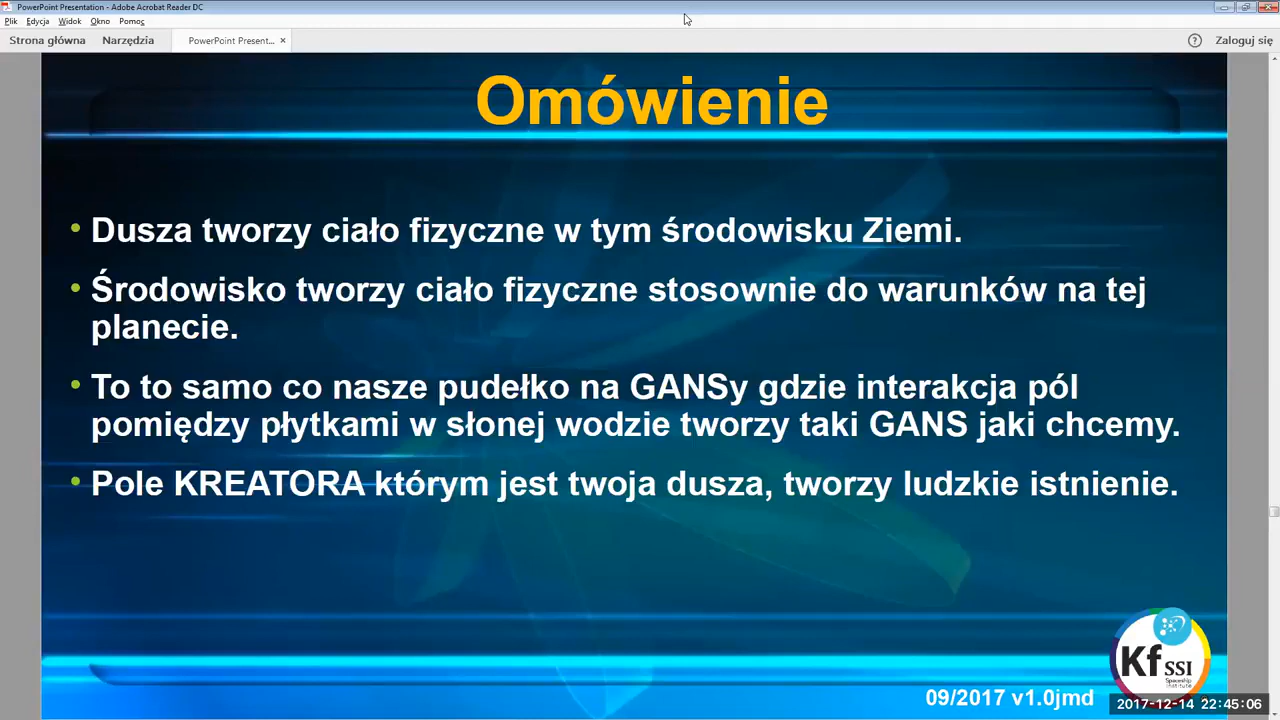 PowerPoint Presentation - Adobe Acrobat Reader DC
Plik Edycja Widok Okno Pomoc
Strona główna Narzędzia PowerPoint Present... × ? Zaloguj się
Omówienie
• Dusza tworzy ciało fizyczne w tym środowisku Ziemi.
• Środowisko tworzy ciało fizyczne stosownie do warunków na tej
planecie.
• To to samo co nasze pudełko na GANSy gdzie interakcja pól
pomiędzy płytkami w słonej wodzie tworzy taki GANS jaki chcemy.
• Pole KREATORA którym jest twoja dusza, tworzy ludzkie istnienie.
Kf SSI
Spaceship
Institute
09/2017 v1.0jmd
2017-12-14 22:45:06